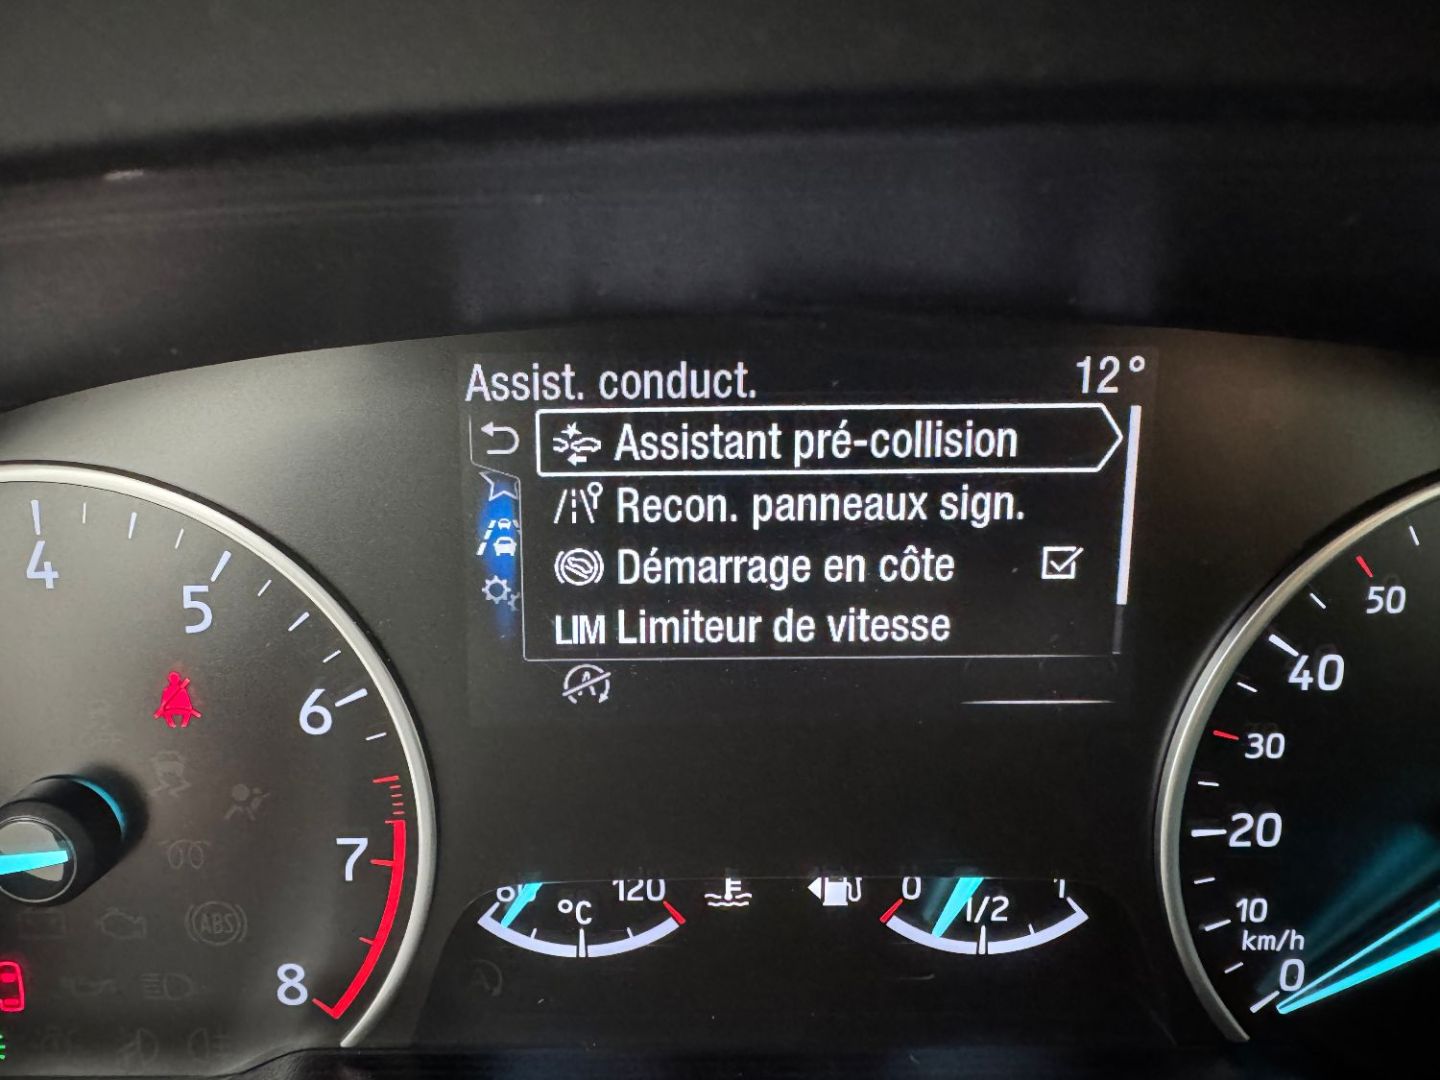 Assist. conduct.
12°
Assistant pré-collision
Recon. panneaux sign.
Démarrage en côte
LIM Limiteur de vitesse
A
4
5
6
7
8
ABS
120
°C
0
1/2
1
50
40
30
20
10
km/h
0